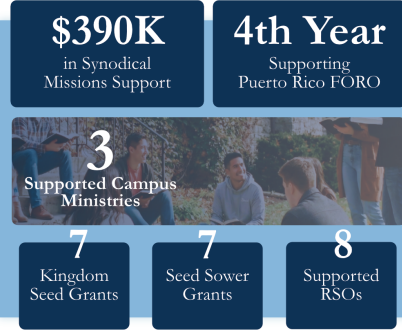 $390K
in Synodical
Missions Support
4th Year
Supporting
Puerto Rico FORO
3
Supported Campus
Ministries
7
Kingdom
Seed Grants
7
Seed Sower
Grants
8
Supported
RSOs